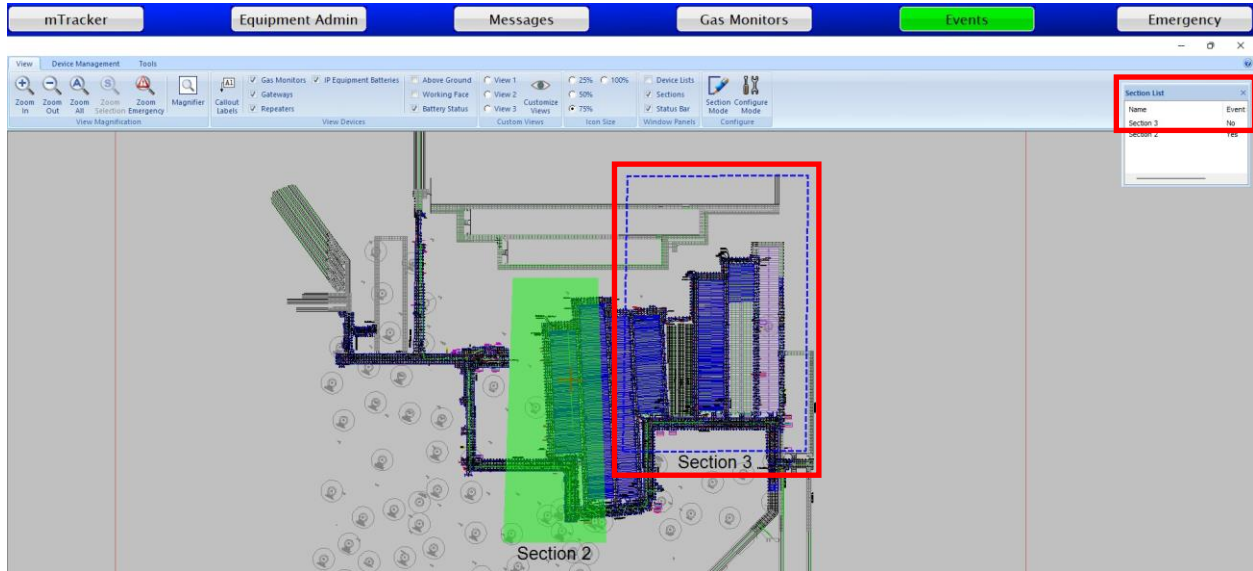 mTracker Equipment Admin Messages Gas Monitors Events Emergency
View Device Management Tools
Zoom In Zoom Out Zoom All Zoom Selection Zoom Emergency
View Magnification
Magnifier
Callout Labels
Gas Monitors IP Equipment Batteries Above Ground
Gateways Working Face
Repeaters Battery Status
View Devices
View 1
View 2
View 3
Customize Views
Custom Views
25% 100%
50%
75%
Icon Size
Device Lists
Sections
Status Bar
Window Panels
Section Mode Configure Mode
Configure
Section List
Name Event
Section 3 No
Section 2 Yes
Section 3
Section 2